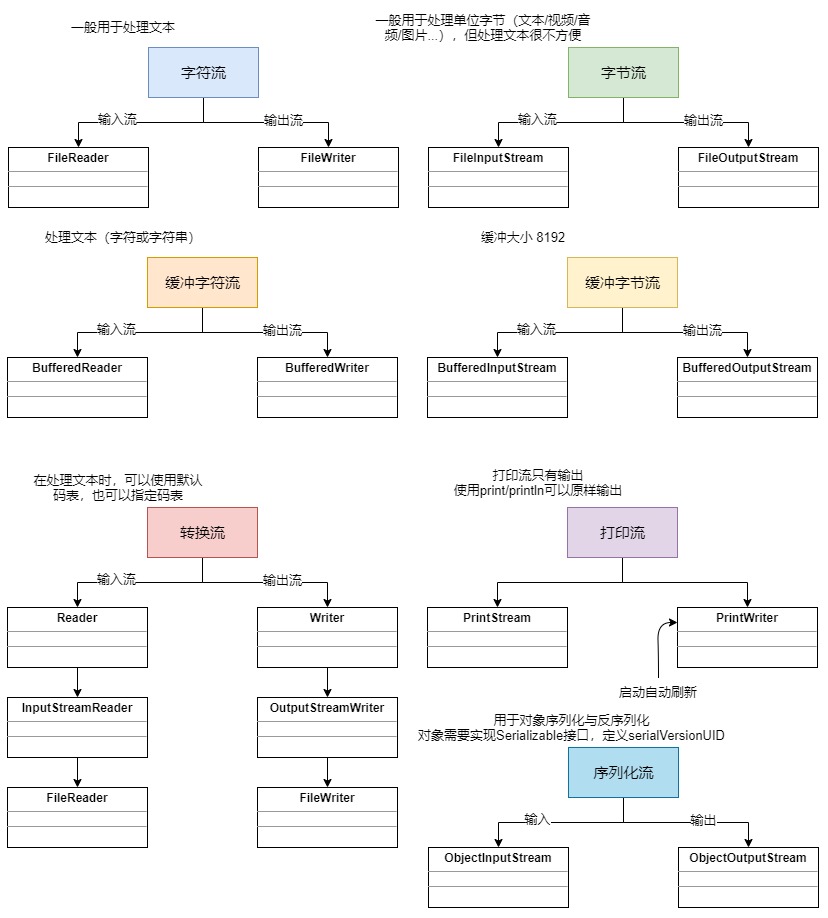 一般用于处理文本
字符流
输入流
输出流
FileReader
FileWriter
一般用于处理单位字节（文本/视频/音
频/图片...），但处理文本很不方便
字节流
输入流
输出流
FileInputStream
FileOutputStream
处理文本（字符或字符串）
缓冲字符流
输入流
输出流
BufferedReader
BufferedWriter
缓冲大小 8192
缓冲字节流
输入流
输出流
BufferedInputStream
BufferedOutputStream
在处理文本时，可以使用默认
码表，也可以指定码表
转换流
输入流
输出流
Reader
Writer
InputStreamReader
OutputStreamWriter
FileReader
FileWriter
打印流只有输出
使用print/println可以原样输出
打印流
PrintStream
PrintWriter
启动自动刷新
用于对象序列化与反序列化
对象需要实现Serializable接口，定义serialVersionUID
序列化流
输入
输出
ObjectInputStream
ObjectOutputStream